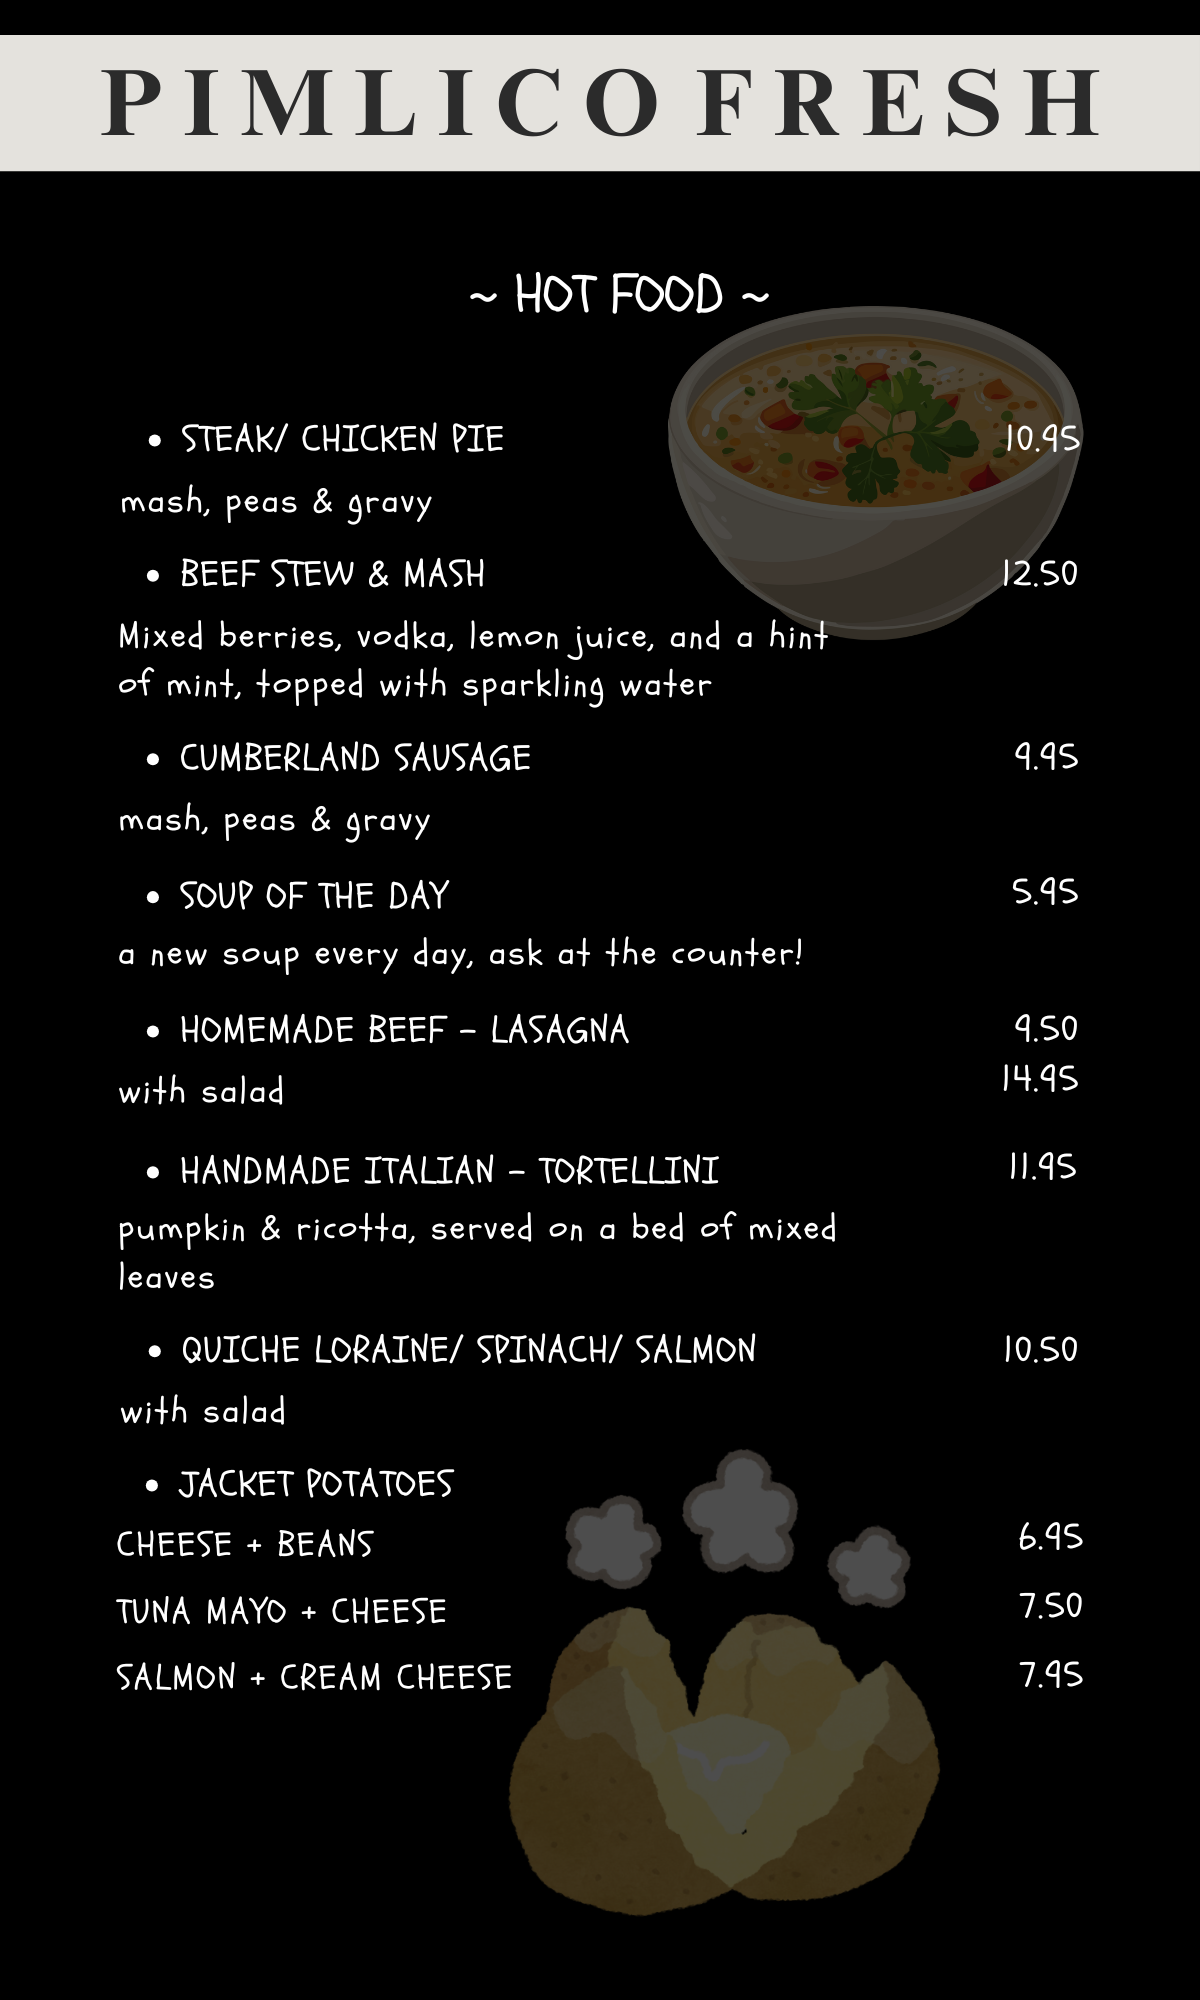 PIMLICO FRESH
~ HOT FOOD ~
• STEAK/ CHICKEN PIE 10.95
mash, peas & gravy
• BEEF STEW & MASH 12.50
Mixed berries, vodka, lemon juice, and a hint
of mint, topped with sparkling water
• CUMBERLAND SAUSAGE 9.95
mash, peas & gravy
• SOUP OF THE DAY 5.95
a new soup every day, ask at the counter!
• HOMEMADE BEEF - LASAGNA 9.50
with salad 14.95
• HANDMADE ITALIAN - TORTELLINI 11.95
pumpkin & ricotta, served on a bed of mixed
leaves
• QUICHE LORAINE/ SPINACH/ SALMON 10.50
with salad
• JACKET POTATOES
CHEESE + BEANS 6.95
TUNA MAYO + CHEESE 7.50
SALMON + CREAM CHEESE 7.95